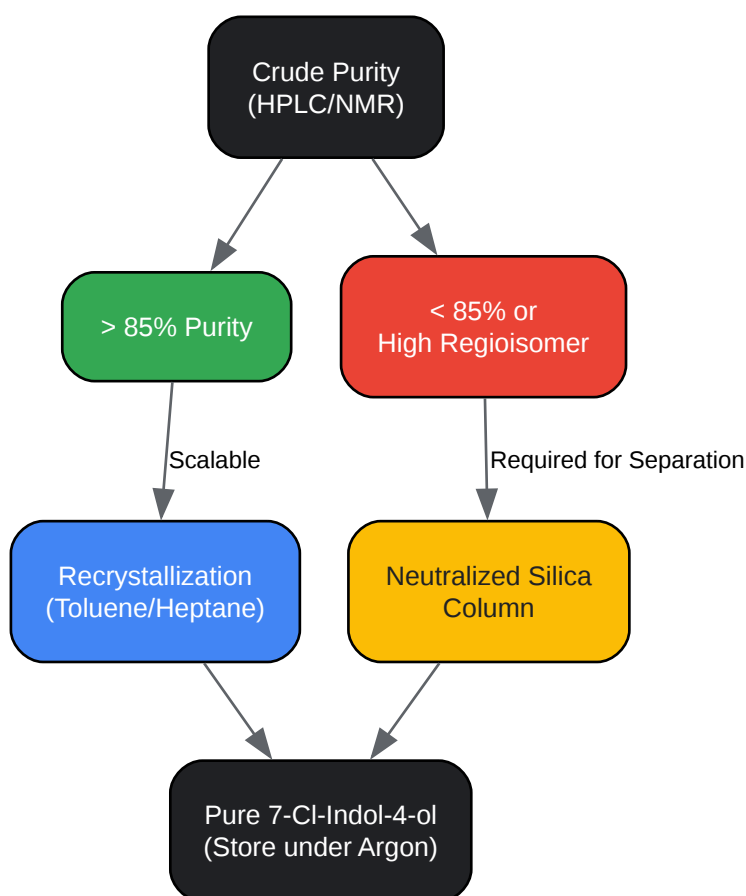 Crude Purity
(HPLC/NMR)
> 85% Purity
< 85% or
High Regioisomer
Scalable
Required for Separation
Recrystallization
(Toluene/Heptane)
Neutralized Silica
Column
Pure 7-Cl-Indol-4-ol
(Store under Argon)